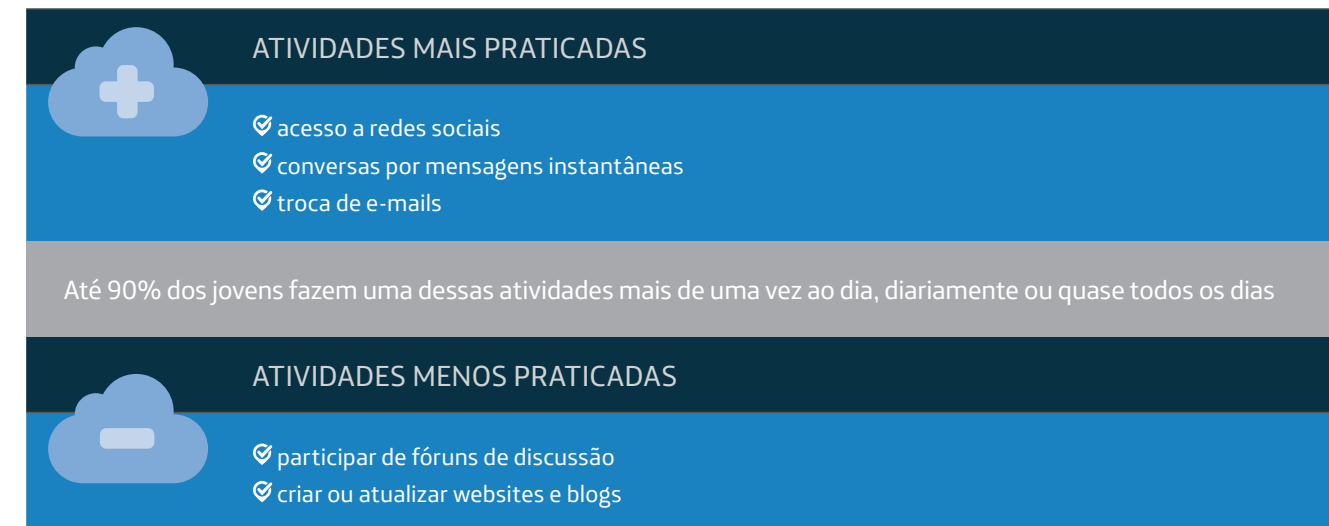 ATIVIDADES MAIS PRATICADAS
acesso a redes sociais
conversas por mensagens instantâneas
troca de e-mails
Até 90% dos jovens fazem uma dessas atividades mais de uma vez ao dia, diariamente ou quase todos os dias
ATIVIDADES MENOS PRATICADAS
participar de fóruns de discussão
criar ou atualizar websites e blogs